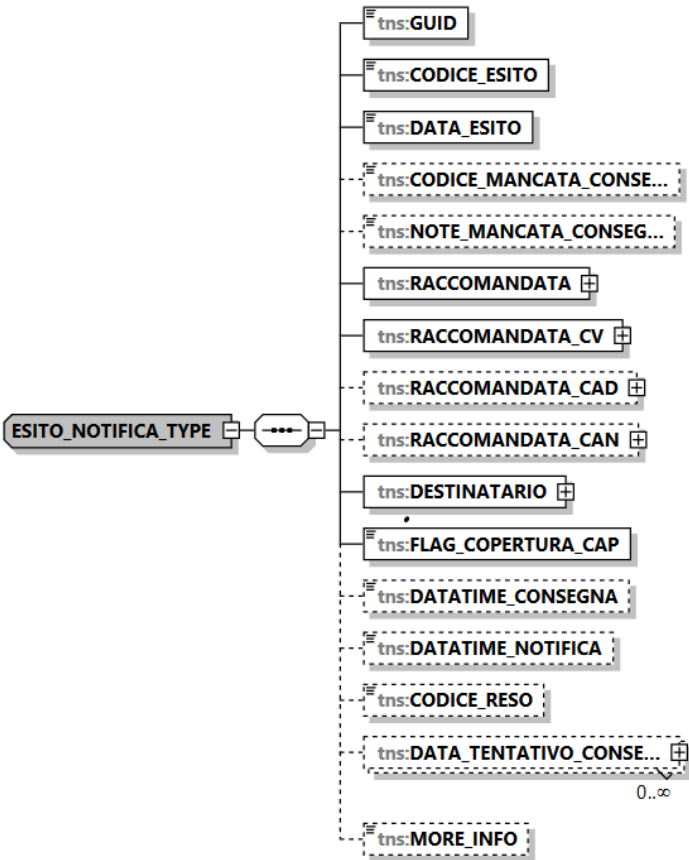 tns:GUID
tns:CODICE_ESITO
tns:DATA_ESITO
tns:CODICE_MANCATA_CONSE...
tns:NOTE_MANCATA_CONSEG...
tns:RACCOMANDATA
tns:RACCOMANDATA_CV
tns:RACCOMANDATA_CAD
ESITO_NOTIFICA_TYPE
tns:RACCOMANDATA_CAN
tns:DESTINATARIO
tns:FLAG_COPERTURA_CAP
tns:DATATIME_CONSEGNA
tns:DATATIME_NOTIFICA
tns:CODICE_RESO
tns:DATA_TENTATIVO_CONSE...
0..∞
tns:MORE_INFO